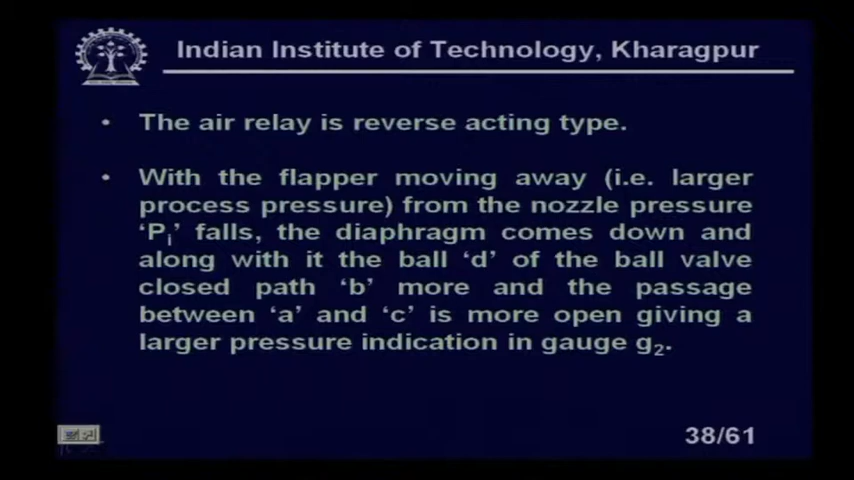 Indian Institute of Technology, Kharagpur
• The air relay is reverse acting type.
• With the flapper moving away (i.e. larger
process pressure) from the nozzle pressure
‘Pi’ falls, the diaphragm comes down and
along with it the ball ‘d’ of the ball valve
closed path ‘b’ more and the passage
between ‘a’ and ‘c’ is more open giving a
larger pressure indication in gauge g2.
38/61